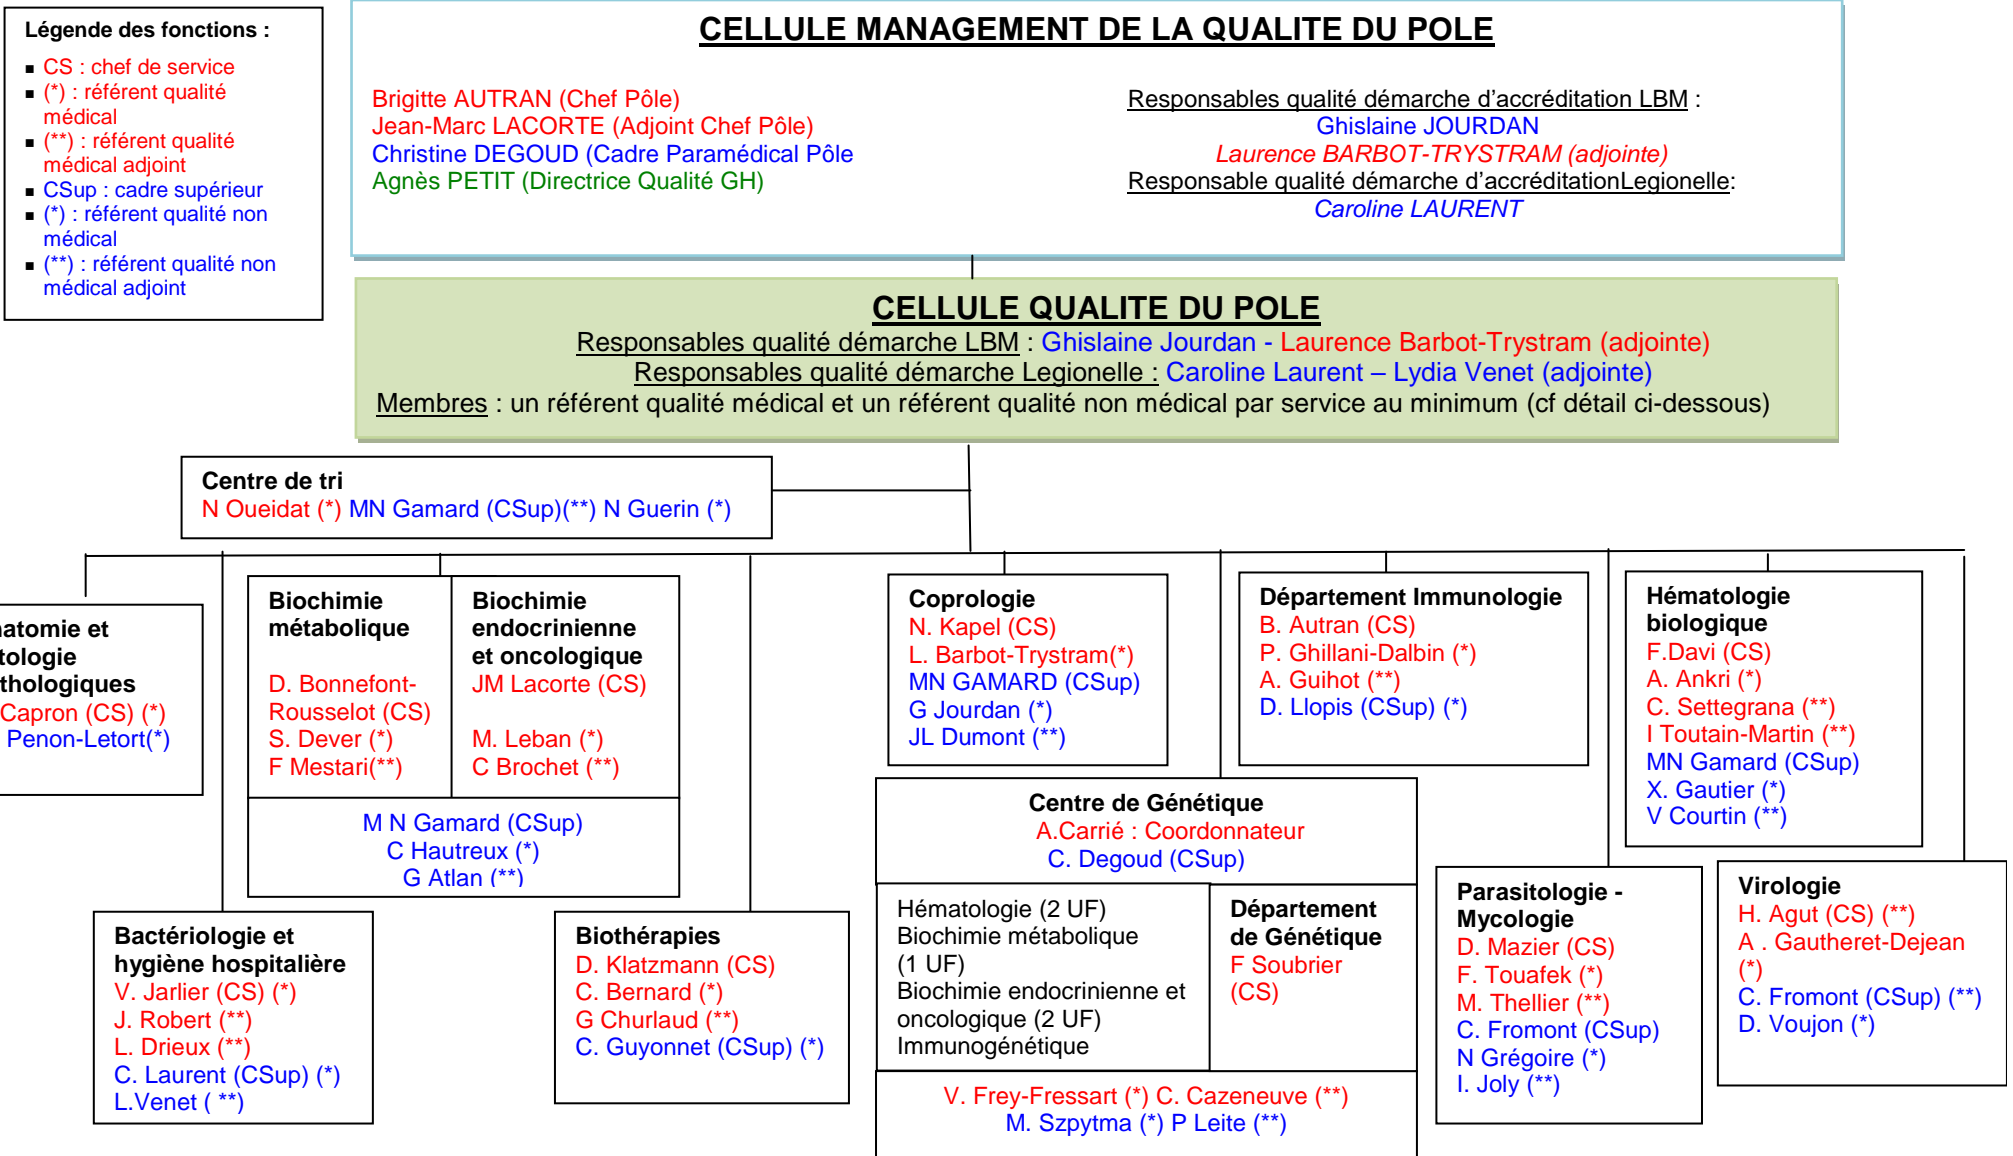 Légende des fonctions :
CS : chef de service
(*) : référent qualité
médical
(**) : référent qualité
médical adjoint
CSup : cadre supérieur
(*) : référent qualité non
médical
(**) : référent qualité non
médical adjoint
CELLULE MANAGEMENT DE LA QUALITE DU POLE
Brigitte AUTRAN (Chef Pôle)
Jean-Marc LACORTE (Adjoint Chef Pôle)
Christine DEGOUD (Cadre Paramédical Pôle
Agnès PETIT (Directrice Qualité GH)
Responsables qualité démarche d'accréditation LBM :
Ghislaine JOURDAN
Laurence BARBOT-TRYSTRAM (adjointe)
Responsable qualité démarche d'accréditationLegionelle:
Caroline LAURENT
CELLULE QUALITE DU POLE
Responsables qualité démarche LBM : Ghislaine Jourdan - Laurence Barbot-Trystram (adjointe)
Responsables qualité démarche Legionelle : Caroline Laurent – Lydia Venet (adjointe)
Membres : un référent qualité médical et un référent qualité non médical par service au minimum (cf détail ci-dessous)
Centre de tri
N Oueidat (*) MN Gamard (CSup)(**) N Guerin (*)
natomie et
tologie
thologiques
Capron (CS) (*)
Penon-Letort(*)
Biochimie
métabolique
D. Bonnefont-
Rousselot (CS)
S. Dever (*)
F Mestari(**)
Biochimie
endocrinienne
et oncologique
JM Lacorte (CS)
M. Leban (*)
C Brochet (**)
M N Gamard (CSup)
C Hautreux (*)
G Atlan (**)
Coprologie
N. Kapel (CS)
L. Barbot-Trystram(*)
MN GAMARD (CSup)
G Jourdan (*)
JL Dumont (**)
Département Immunologie
B. Autran (CS)
P. Ghillani-Dalbin (*)
A. Guihot (**)
D. Llopis (CSup) (*)
Hématologie
biologique
F.Davi (CS)
A. Ankri (*)
C. Settegrana (**)
I Toutain-Martin (**)
MN Gamard (CSup)
X. Gautier (*)
V Courtin (**)
Bactériologie et
hygiène hospitalière
V. Jarlier (CS) (*)
J. Robert (**)
L. Drieux (**)
C. Laurent (CSup) (*)
L.Venet ( **)
Biothérapies
D. Klatzmann (CS)
C. Bernard (*)
G Churlaud (**)
C. Guyonnet (CSup) (*)
Centre de Génétique
A.Carrié : Coordonnateur
C. Degoud (CSup)
Hématologie (2 UF)
Biochimie métabolique
(1 UF)
Biochimie endocrinienne et
oncologique (2 UF)
Immunogénétique
Département
de Génétique
F Soubrier
(CS)
V. Frey-Fressart (*) C. Cazeneuve (**)
M. Szpytma (*) P Leite (**)
Parasitologie -
Mycologie
D. Mazier (CS)
F. Touafek (*)
M. Thellier (**)
C. Fromont (CSup)
N Grégoire (*)
I. Joly (**)
Virologie
H. Agut (CS) (**)
A . Gautheret-Dejean
(*)
C. Fromont (CSup) (**)
D. Voujon (*)